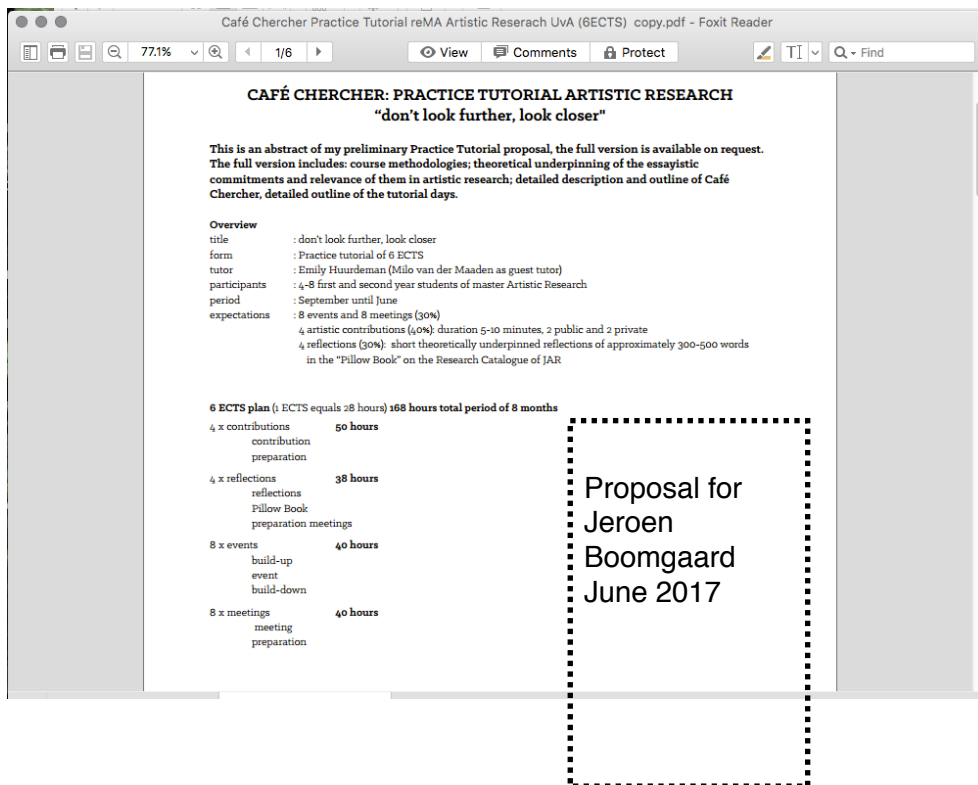 Café Chercher Practice Tutorial reMA Artistic Reserach UvA (6ECTS)  copy.pdf - Foxit Reader
77.1% 1/6 View Comments Protect TI Q Find
CAFÉ CHERCHER: PRACTICE TUTORIAL ARTISTIC RESEARCH
“don’t look further, look closer"
This is an abstract of my preliminary Practice Tutorial proposal, the full version is available on request.
The full version includes: course methodologies; theoretical underpinning of the essayistic
commitments and relevance of them in artistic research; detailed description and outline of Café
Chercher, detailed outline of the tutorial days.
Overview
title : don’t look further, look closer
form : Practice tutorial of 6 ECTS
tutor : Emily Huurdeman (Milo van der Maaden as guest tutor)
participants : 4-8 first and second year students of master Artistic Research
period : September until June
expectations : 8 events and 8 meetings (30%)
4 artistic contributions (40%): duration 5-10 minutes, 2 public and 2 private
4 reflections (30%): short theoretically underpinned reflections of approximately 300-500 words
in the “Pillow Book” on the Research Catalogue of JAR
6 ECTS plan (1 ECTS equals 28 hours) 168 hours total period of 8 months
4 x contributions 50 hours
contribution
preparation
4 x reflections 38 hours
reflections
Pillow Book
preparation meetings
8 x events 40 hours
build-up
event
build-down
8 x meetings 40 hours
meeting
preparation
Proposal for
Jeroen
Boomgaard
June 2017